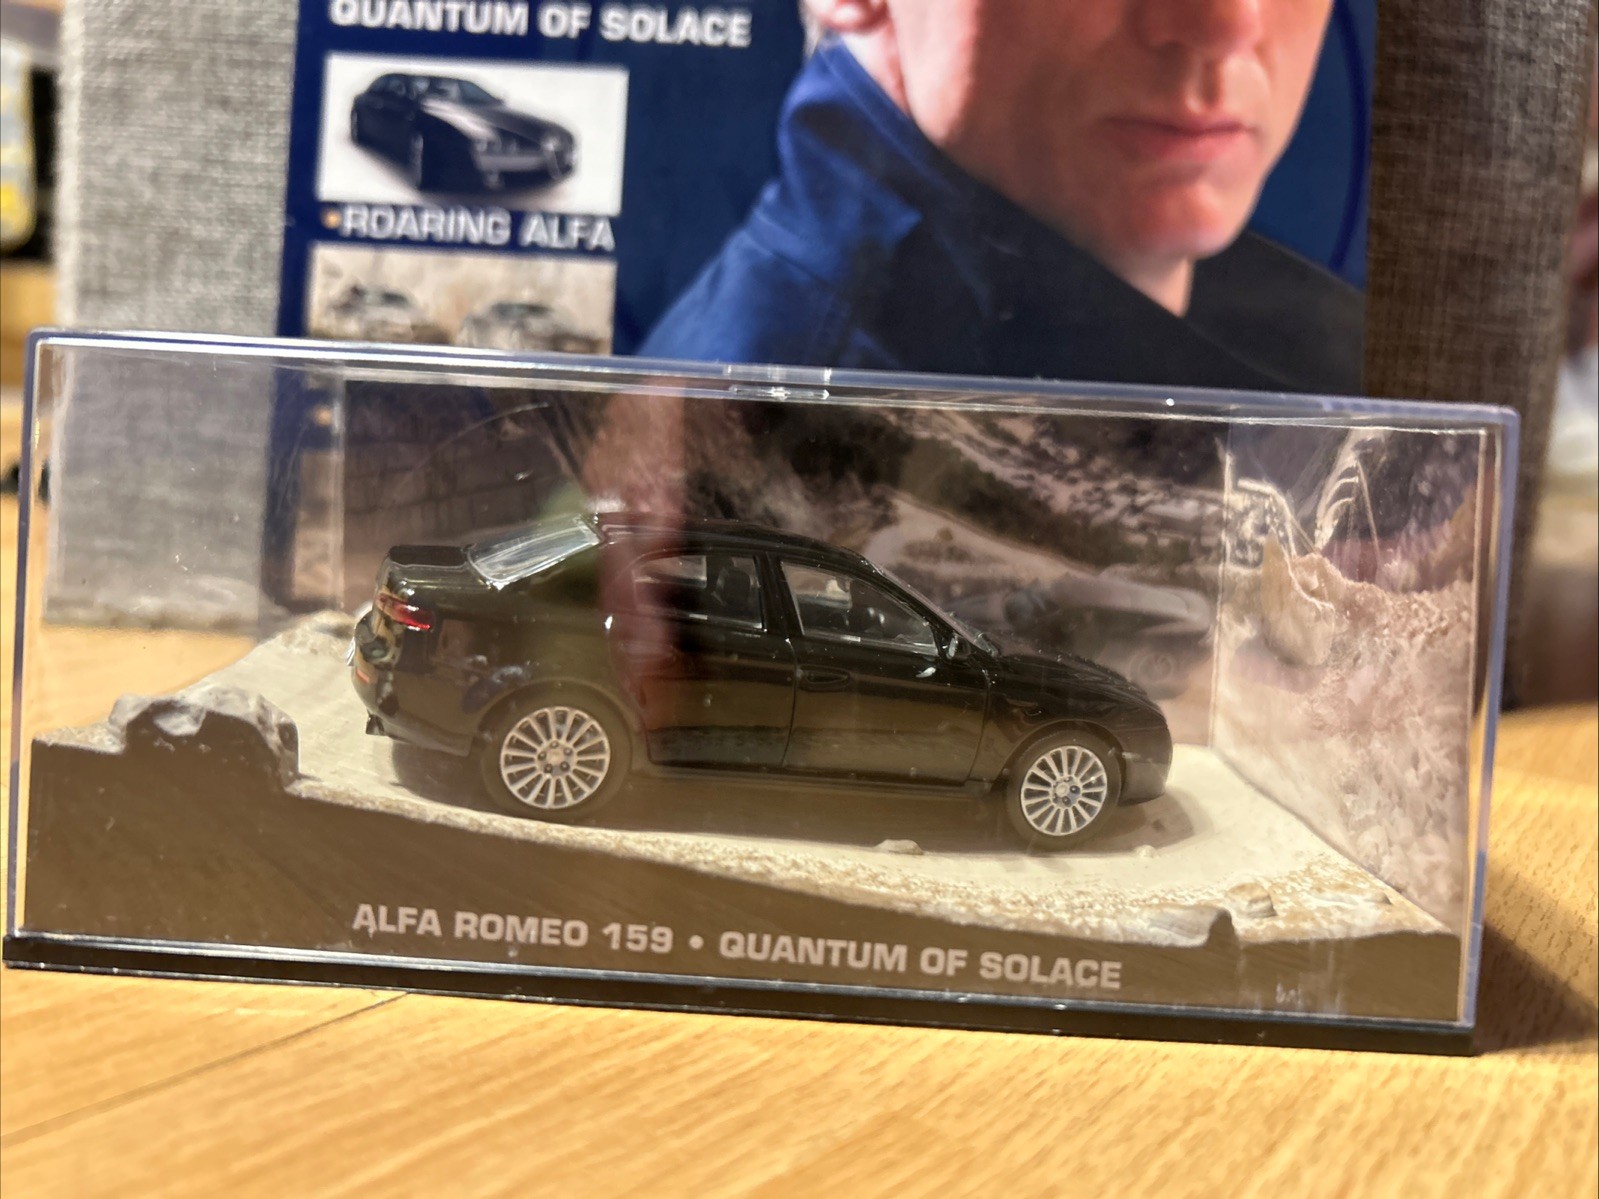 QUANTUM OF SOLACE
•ROARING ALFA
ALFA ROMEO 159 • QUANTUM OF SOLACE